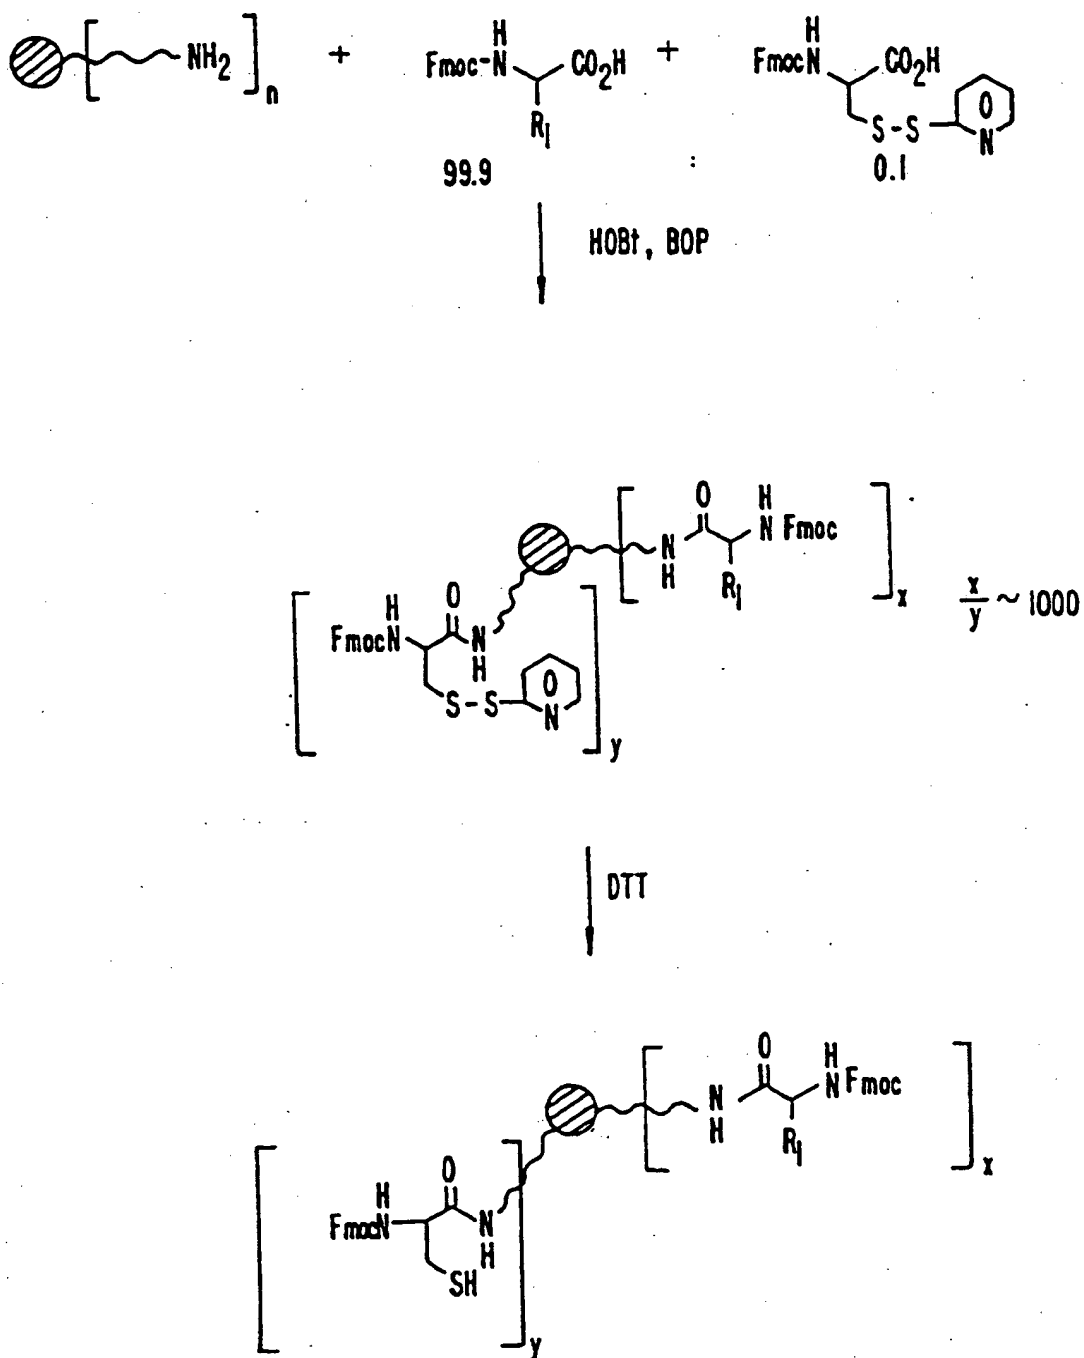 NH2 ]n + Fmoc-N H CO2H R1 + FmocN H CO2H S-S O N
99.9 : 0.1
HOBt, BOP
O H N H N Fmoc R1 x x/y ~ 1000
FmocN H O N H S-S O N y
DTT
O H N H N Fmoc R1 x
FmocN H O N H SH y